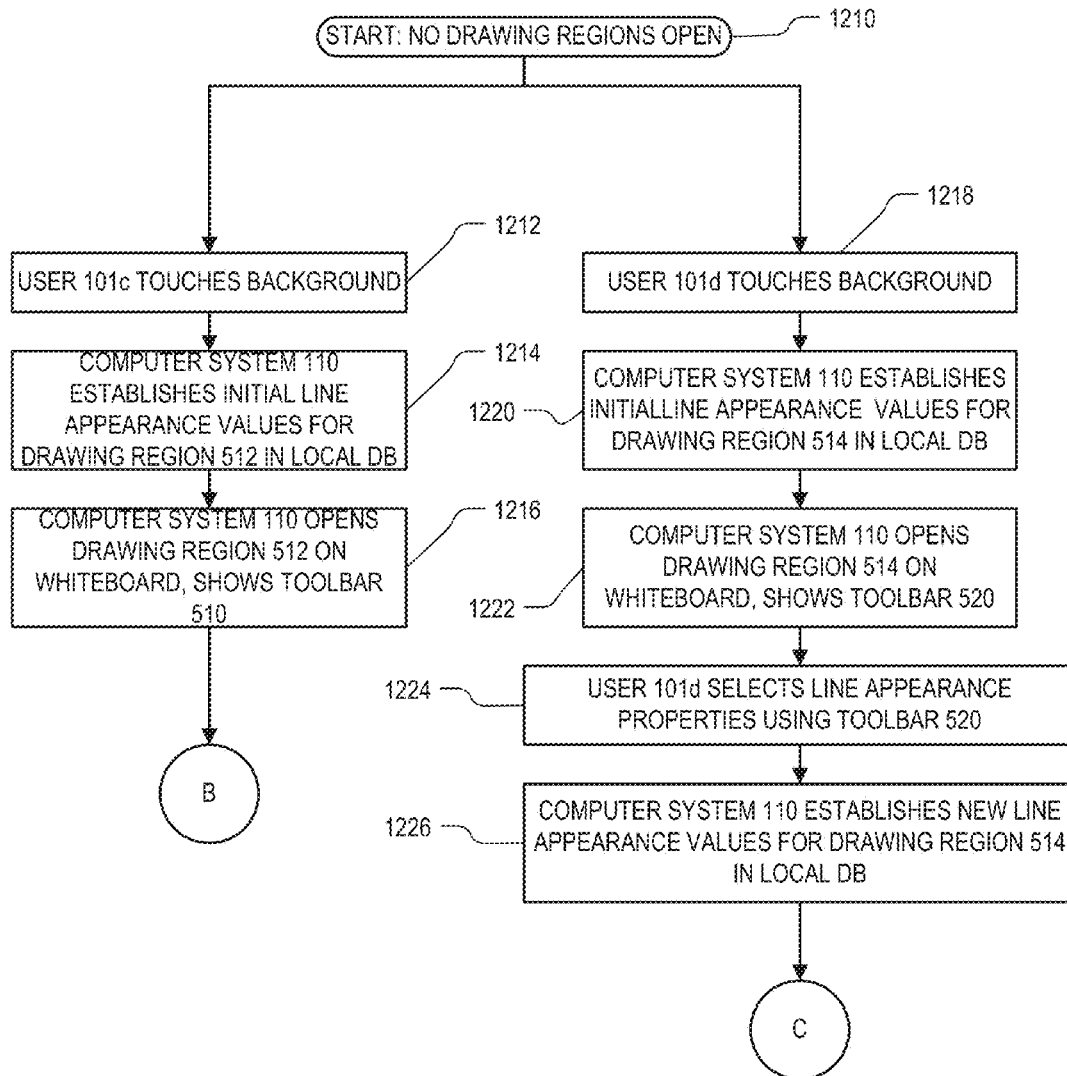 START: NO DRAWING REGIONS OPEN
1210
1212
USER 101c TOUCHES BACKGROUND
1214
COMPUTER SYSTEM 110
ESTABLISHES INITIAL LINE
APPEARANCE VALUES FOR
DRAWING REGION 512 IN LOCAL DB
1216
COMPUTER SYSTEM 110 OPENS
DRAWING REGION 512 ON
WHITEBOARD, SHOWS TOOLBAR
510
B
1218
USER 101d TOUCHES BACKGROUND
1220
COMPUTER SYSTEM 110 ESTABLISHES
INITIALLINE APPEARANCE VALUES FOR
DRAWING REGION 514 IN LOCAL DB
1222
COMPUTER SYSTEM 110 OPENS
DRAWING REGION 514 ON
WHITEBOARD, SHOWS TOOLBAR 520
1224
USER 101d SELECTS LINE APPEARANCE
PROPERTIES USING TOOLBAR 520
1226
COMPUTER SYSTEM 110 ESTABLISHES NEW LINE
APPEARANCE VALUES FOR DRAWING REGION 514
IN LOCAL DB
C